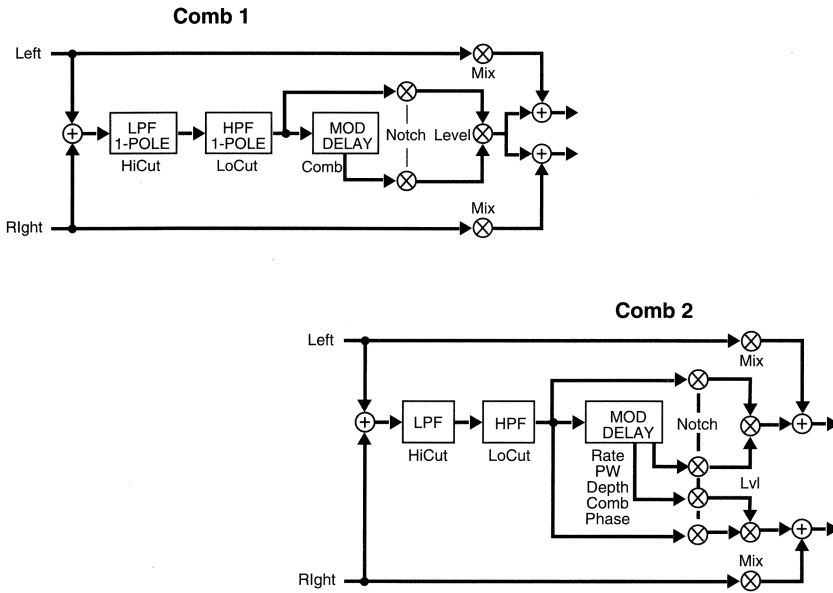 Comb 1
Left
Mix
LPF
1-POLE
HPF
1-POLE
MOD
DELAY
Notch
Level
HiCut
LoCut
Comb
Mix
RIght
Comb 2
Left
Mix
LPF
HPF
MOD
DELAY
Notch
HiCut
LoCut
Rate
PW
Depth
Comb
Phase
Lvl
Mix
RIght